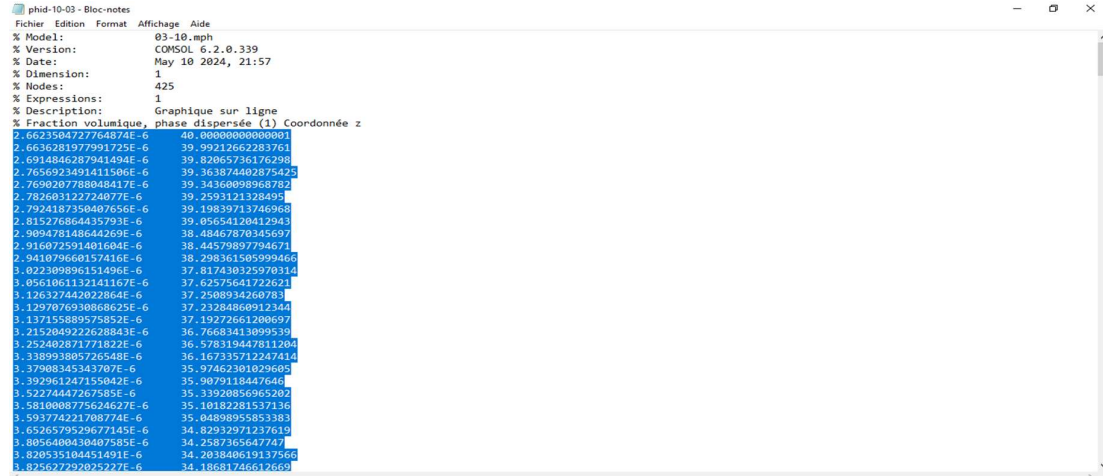 phid-10-03 - Bloc-notes
Fichier Edition Format Affichage Aide
% Model: 03-10.mph
% Version: COMSOL 6.2.0.339
% Date: May 10 2024, 21:57
% Dimension: 1
% Nodes: 425
% Expressions: 1
% Description: Graphique sur ligne
% Fraction volumique, phase dispersée (1) Coordonnée z
2.6623504727764874E-6 40.00000000000001
2.6636281977991725E-6 39.99212662283761
2.6914846287941494E-6 39.82065736176298
2.7656923491411506E-6 39.363874402875425
2.7690207788048417E-6 39.34360098968782
2.782603122724077E-6 39.2593121328495
2.7924187350407656E-6 39.19839713746968
2.815276864435793E-6 39.05654120412943
2.909478148644269E-6 38.48467870345697
2.916072591401604E-6 38.44579897794671
2.941079660157416E-6 38.298361505999466
3.022309896151496E-6 37.817430325970314
3.0561061132141167E-6 37.62575641722621
3.126327442022864E-6 37.2508934260783
3.1297076930868625E-6 37.23284860912344
3.137155889575852E-6 37.19272661200697
3.2152049222628843E-6 36.76683413099539
3.252402871771822E-6 36.578319447811204
3.338993805726548E-6 36.167335712247414
3.37908345343707E-6 35.97462301029605
3.392961247155042E-6 35.9079118447646
3.52274447267585E-6 35.33920856965202
3.5810008775624627E-6 35.10182281537136
3.593774221708774E-6 35.04898955853383
3.6526579529677145E-6 34.82932971237619
3.8056400430407585E-6 34.2587365647747
3.820535104451491E-6 34.203840619137566
3.825627292025227E-6 34.18681746612669